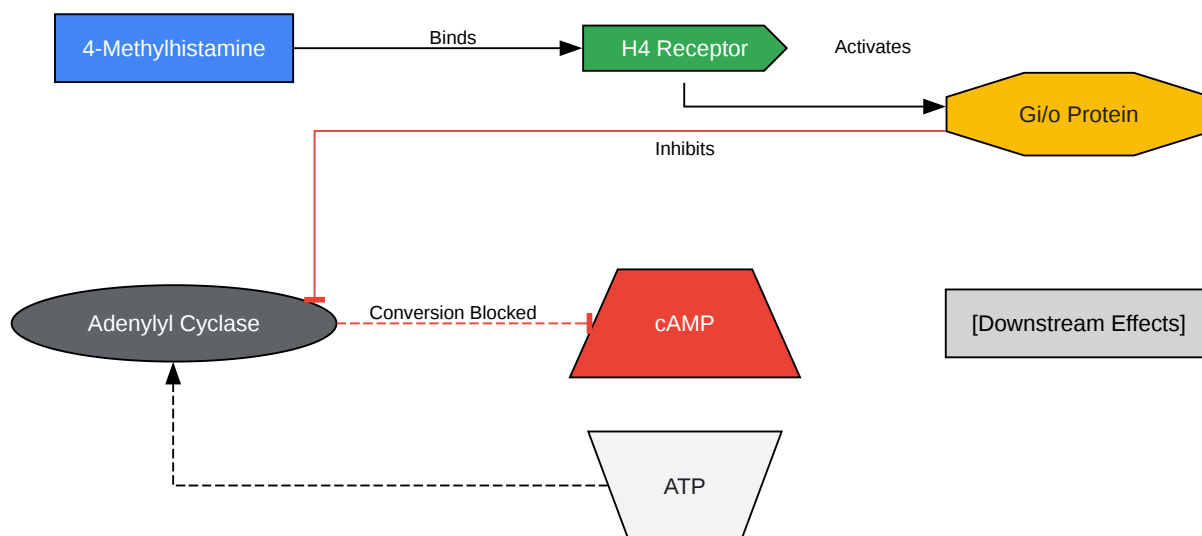 4-Methylhistamine
Binds
H4 Receptor
Activates
Gi/o Protein
Inhibits
Adenylyl Cyclase
Conversion Blocked
cAMP
[Downstream Effects]
ATP